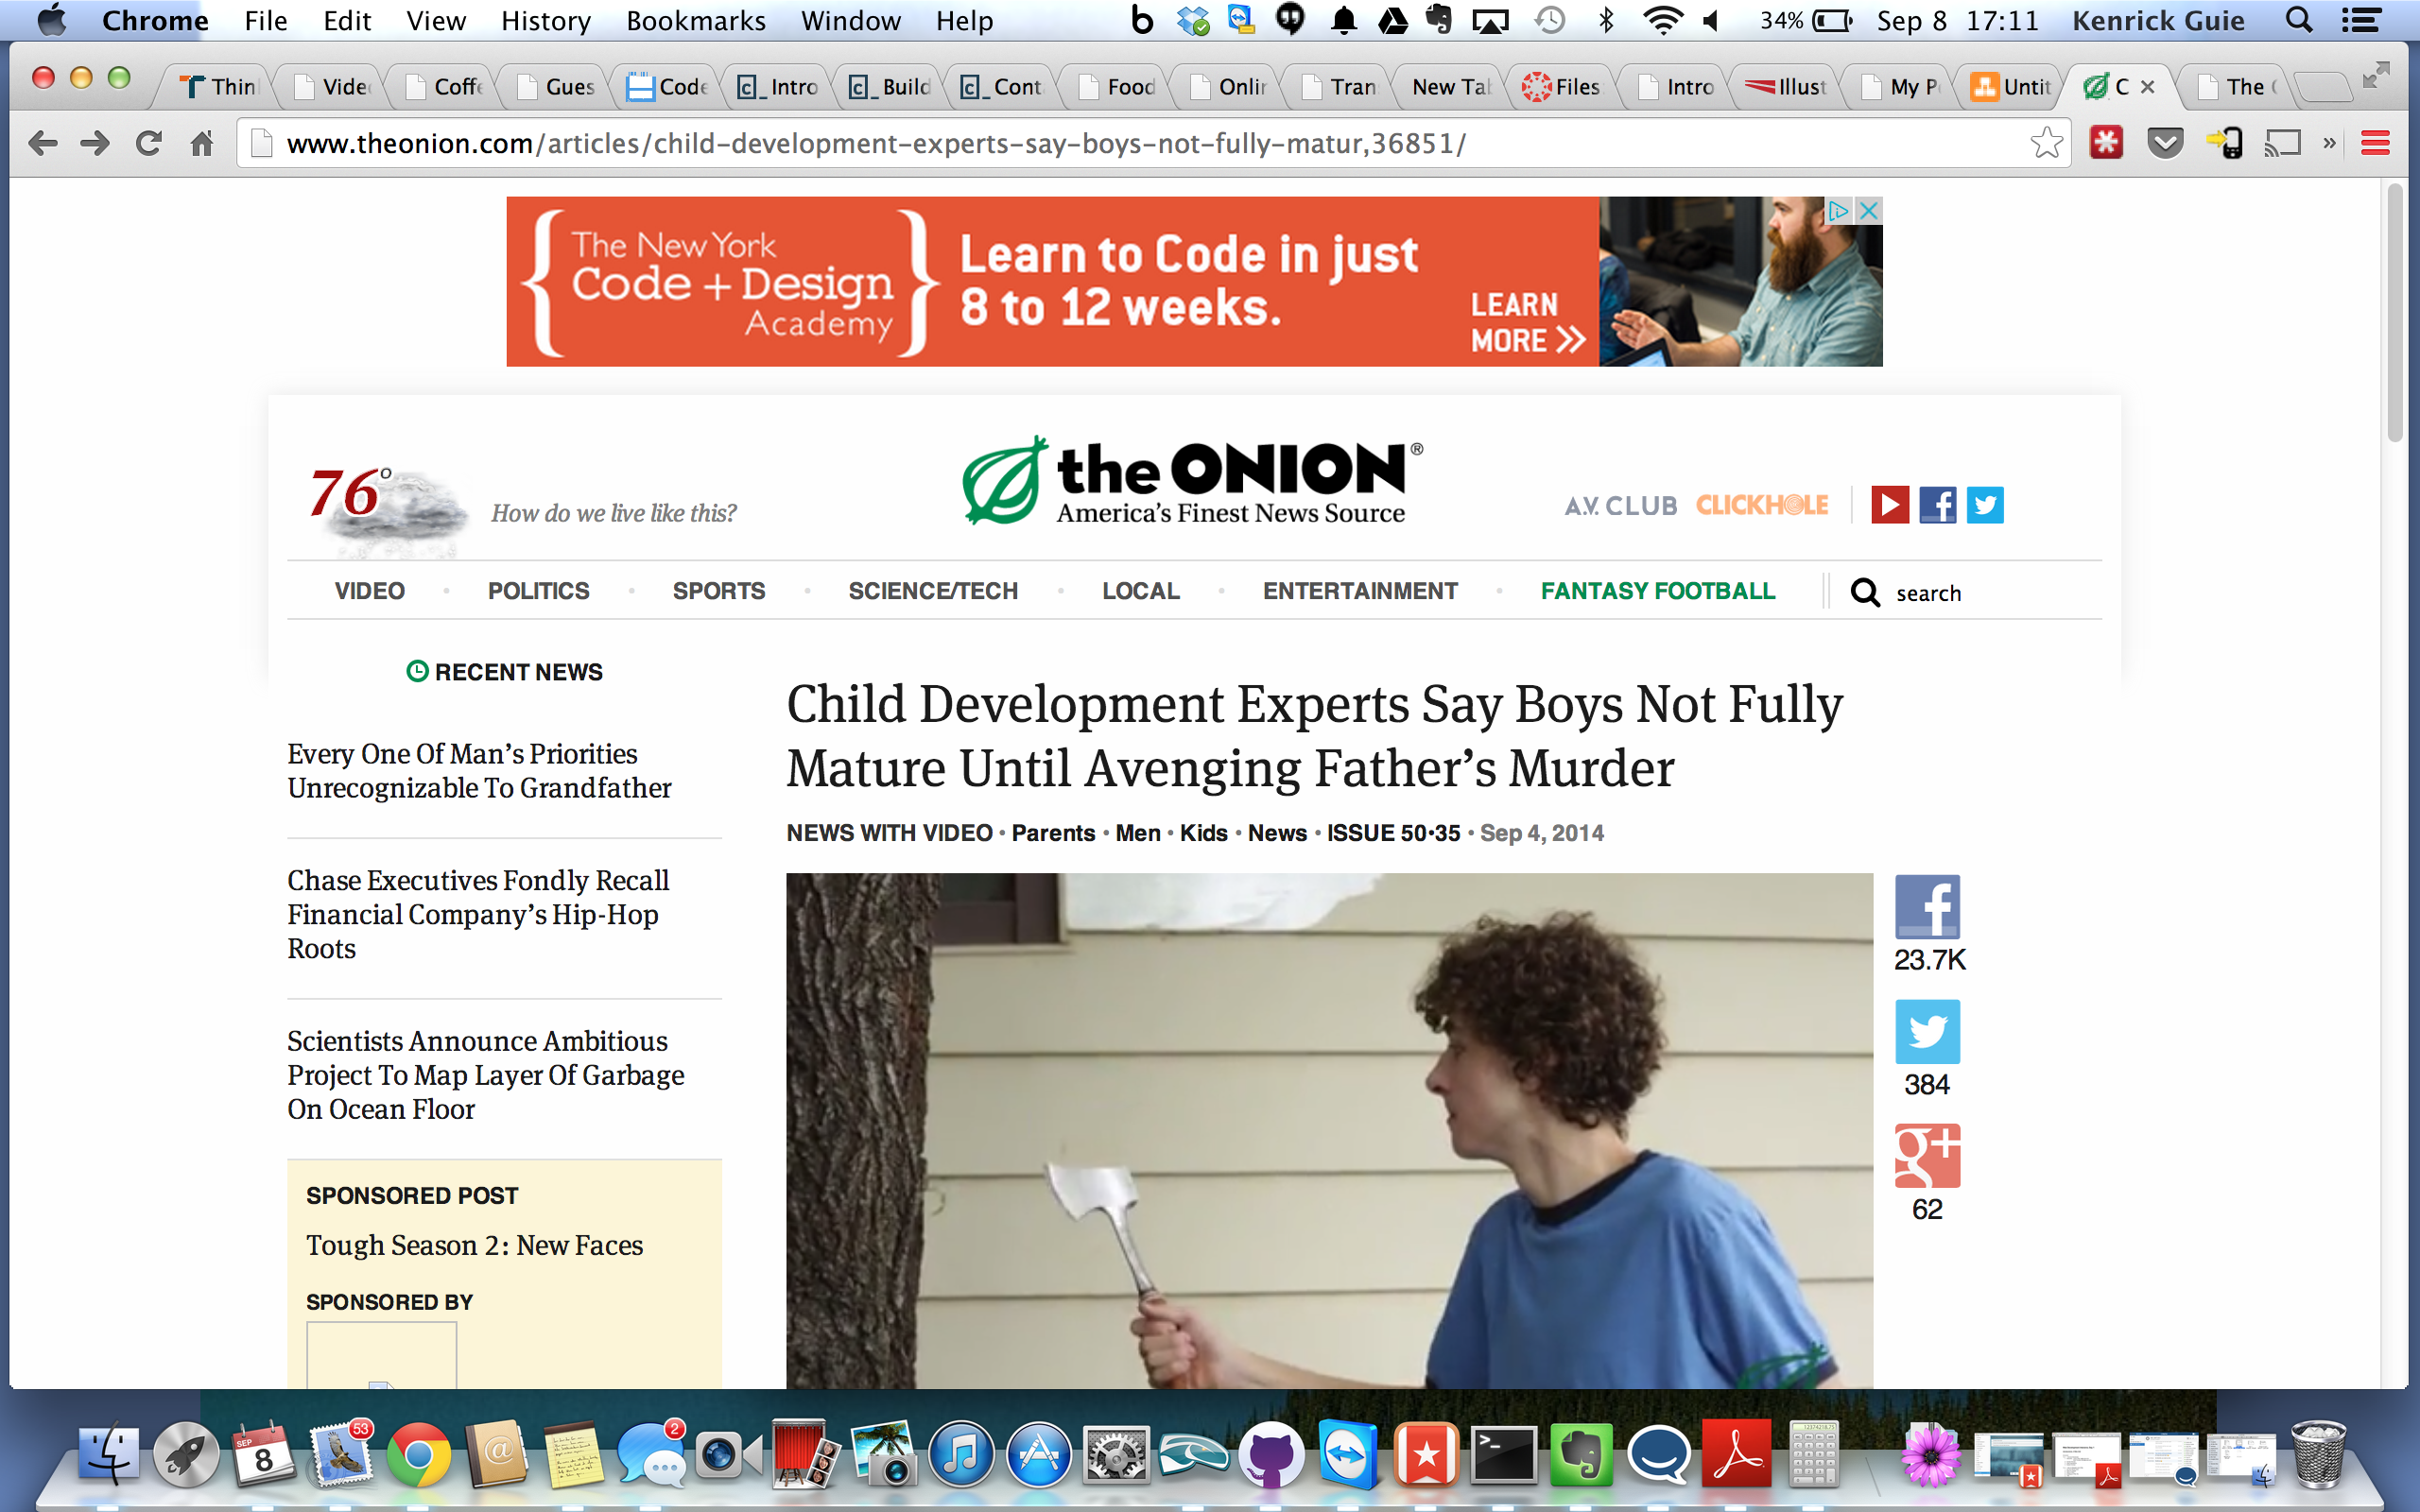 Chrome File Edit View History Bookmarks Window Help
34% Sep 8 17:11 Kenrick Guie
Thin
Vide
Coffe
Gues
Code
c_ Intro
c_ Build
c_ Cont
Food
Onlin
Tran
New Ta
Files
Intro
Illust
My P
Untit
C
The
www.theonion.com/articles/child-development-experts-say-boys-not-fully-matur,36851/
The New York
Code + Design
Academy
Learn to Code in just
8 to 12 weeks.
LEARN
MORE >>
76°
How do we live like this?
the ONION®
America's Finest News Source
A.V. CLUB CLICKHOLE
VIDEO • POLITICS • SPORTS • SCIENCE/TECH • LOCAL • ENTERTAINMENT • FANTASY FOOTBALL
search
RECENT NEWS
Every One Of Man's Priorities
Unrecognizable To Grandfather
Chase Executives Fondly Recall
Financial Company's Hip-Hop
Roots
Scientists Announce Ambitious
Project To Map Layer Of Garbage
On Ocean Floor
SPONSORED POST
Tough Season 2: New Faces
SPONSORED BY
Child Development Experts Say Boys Not Fully
Mature Until Avenging Father's Murder
NEWS WITH VIDEO • Parents • Men • Kids • News • ISSUE 50•35 • Sep 4, 2014
23.7K
384
g+
62
SEP
8
53
2